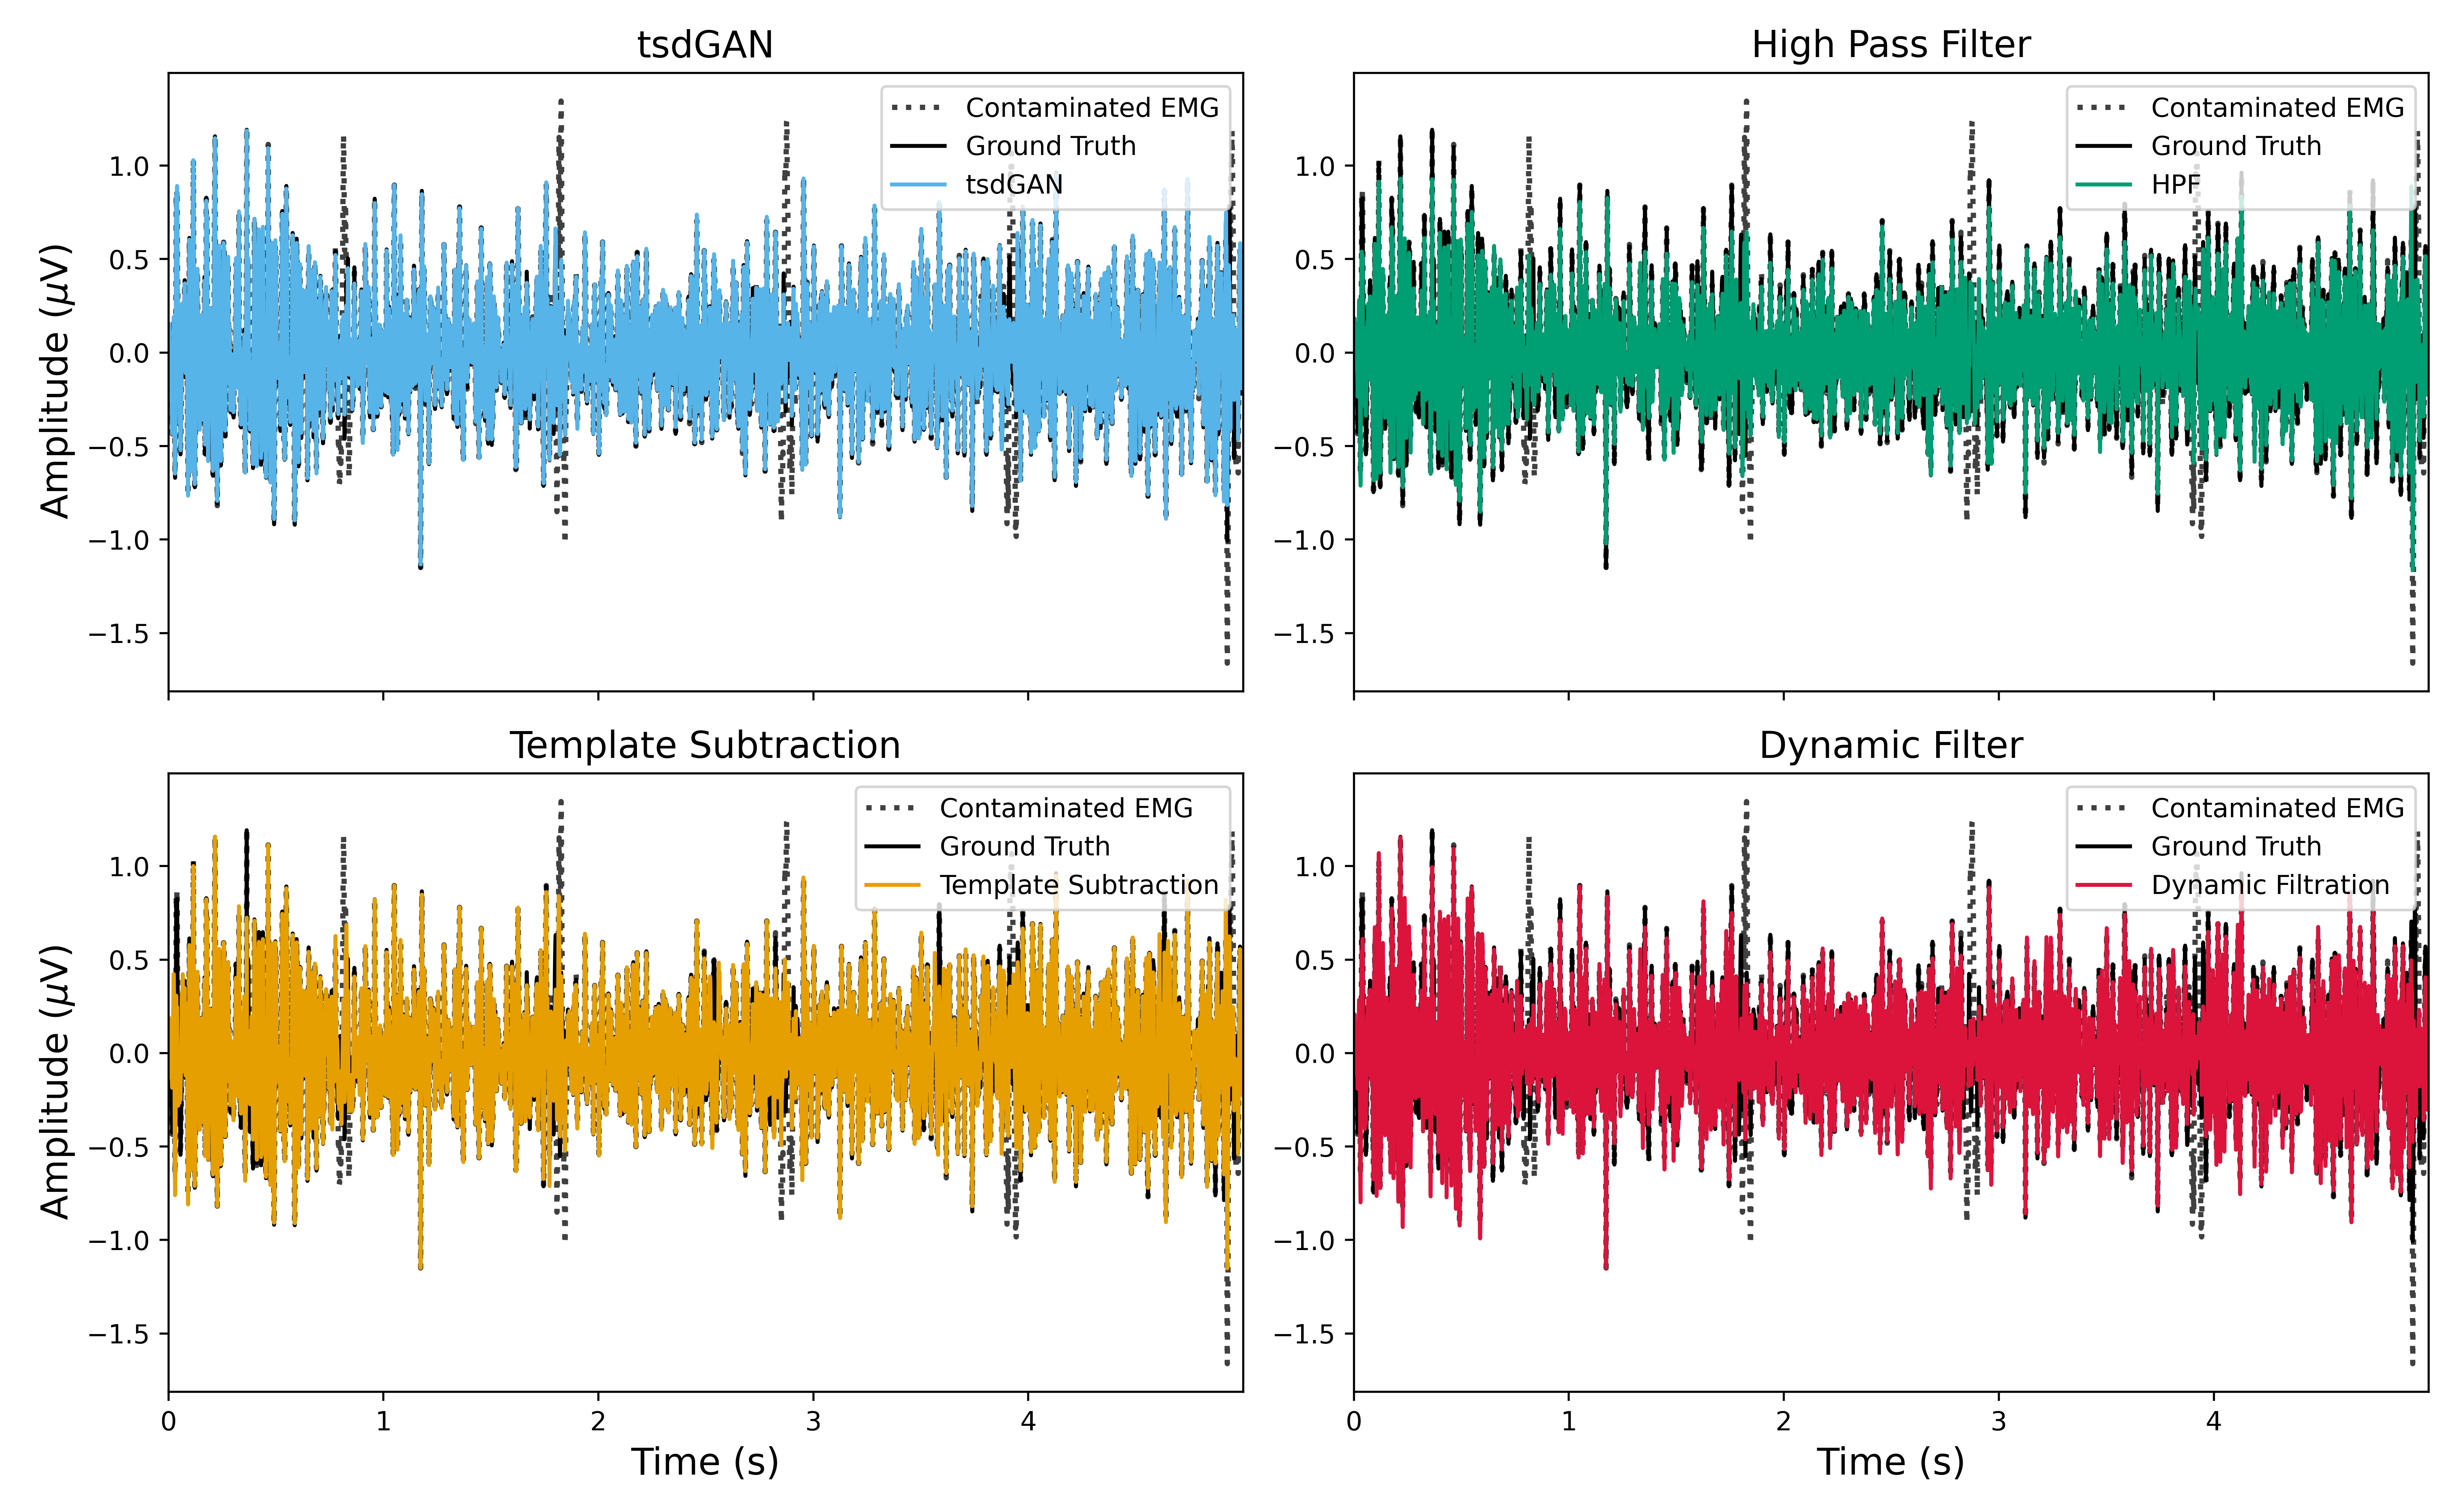 tsdGAN
Amplitude (μV)
1.0
0.5
0.0
−0.5
−1.0
−1.5
Contaminated EMG
Ground Truth
tsdGAN
High Pass Filter
1.0
0.5
0.0
−0.5
−1.0
−1.5
Contaminated EMG
Ground Truth
HPF
Template Subtraction
Amplitude (μV)
1.0
0.5
0.0
−0.5
−1.0
−1.5
Contaminated EMG
Ground Truth
Template Subtraction
0 1 2 3 4
Time (s)
Dynamic Filter
1.0
0.5
0.0
−0.5
−1.0
−1.5
Contaminated EMG
Ground Truth
Dynamic Filtration
0 1 2 3 4
Time (s)